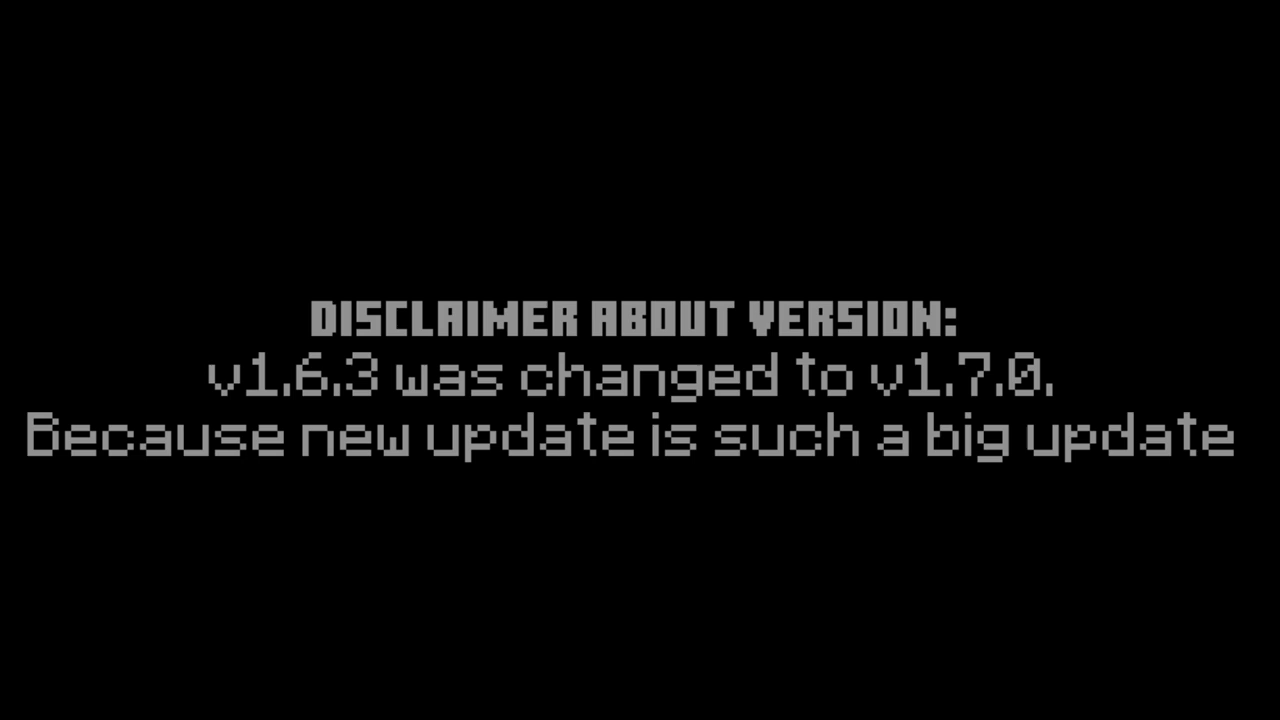 DISCLAIMER ABOUT VERSION:
v1.6.3 was changed to v1.7.0.
Because new update is such a big update